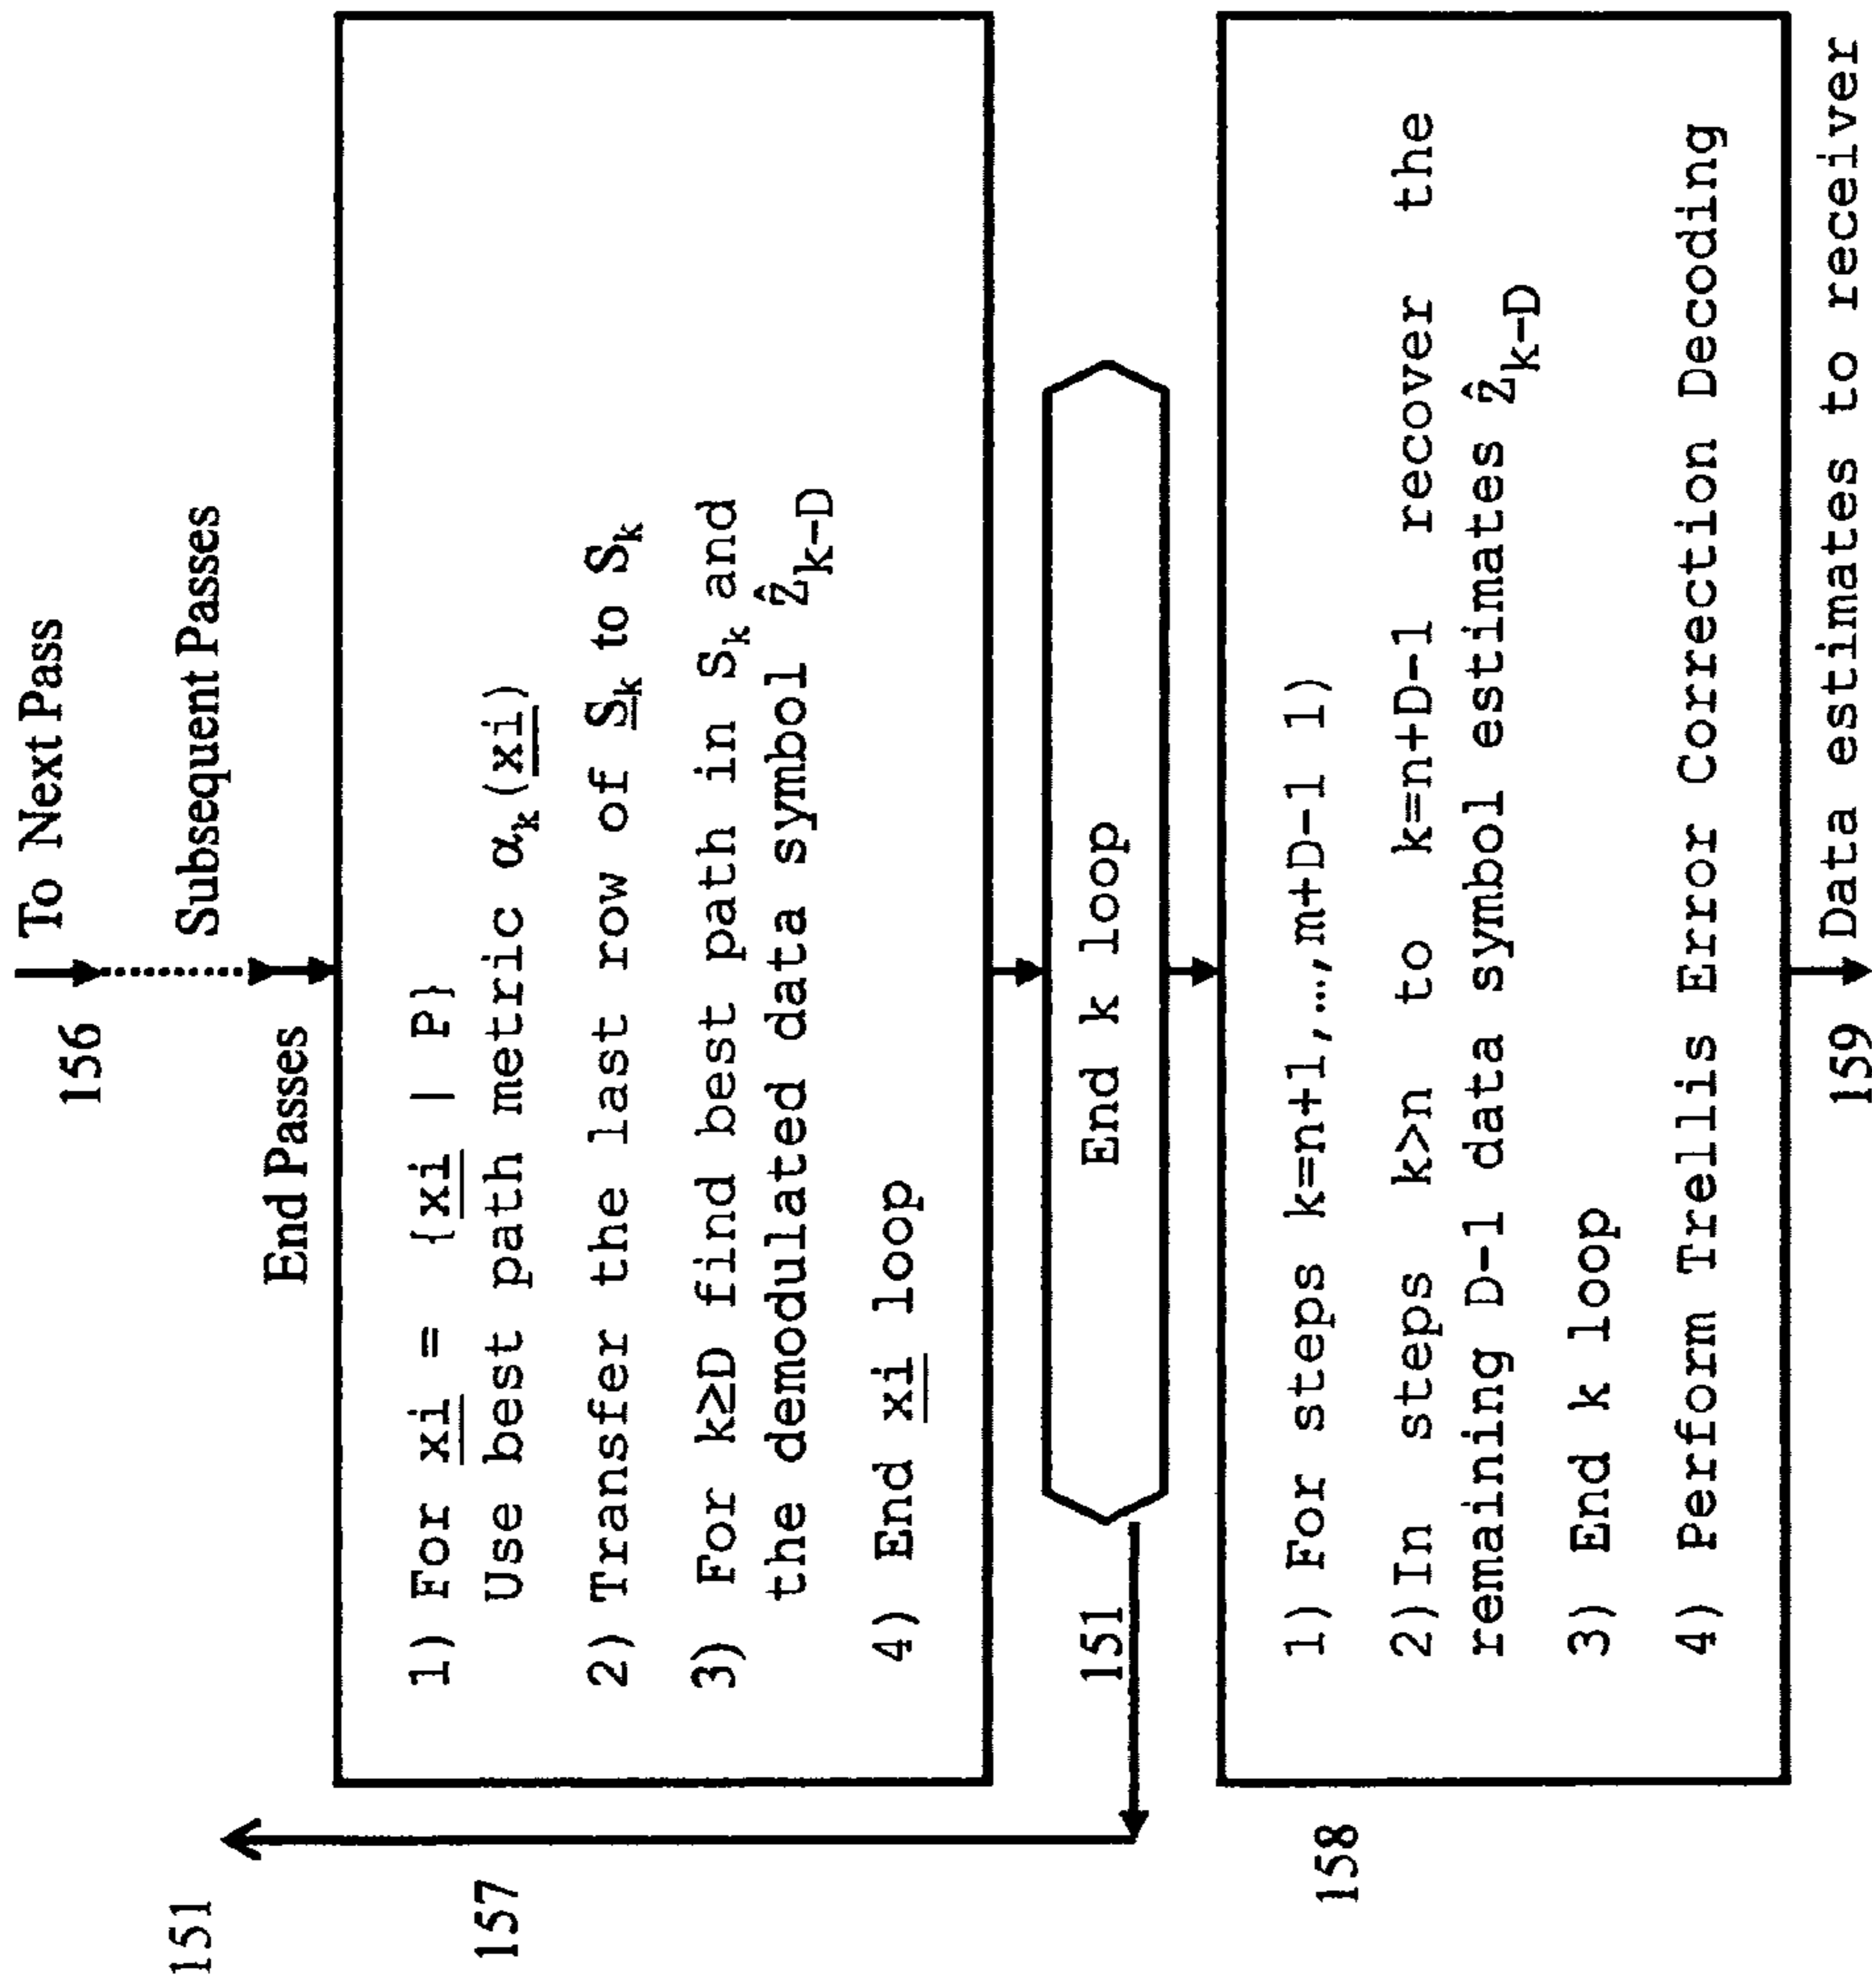 To Next Pass
156
Subsequent Passes
End Passes
151
157
1) For xi = {xi | P}
Use best path metric αk(xi)
2) Transfer the last row of Sk to Sk
3) For k≥D find best path in Sk and
the demodulated data symbol Ẑk-D
4) End xi loop
End k loop
151
158
1) For steps k=n+1,…,m+D-1 1)
2) In steps k>n to k=n+D-1 recover the
remaining D-1 data symbol estimates Ẑk-D
3) End k loop
4) Perform Trellis Error Correction Decoding
159 Data estimates to receiver